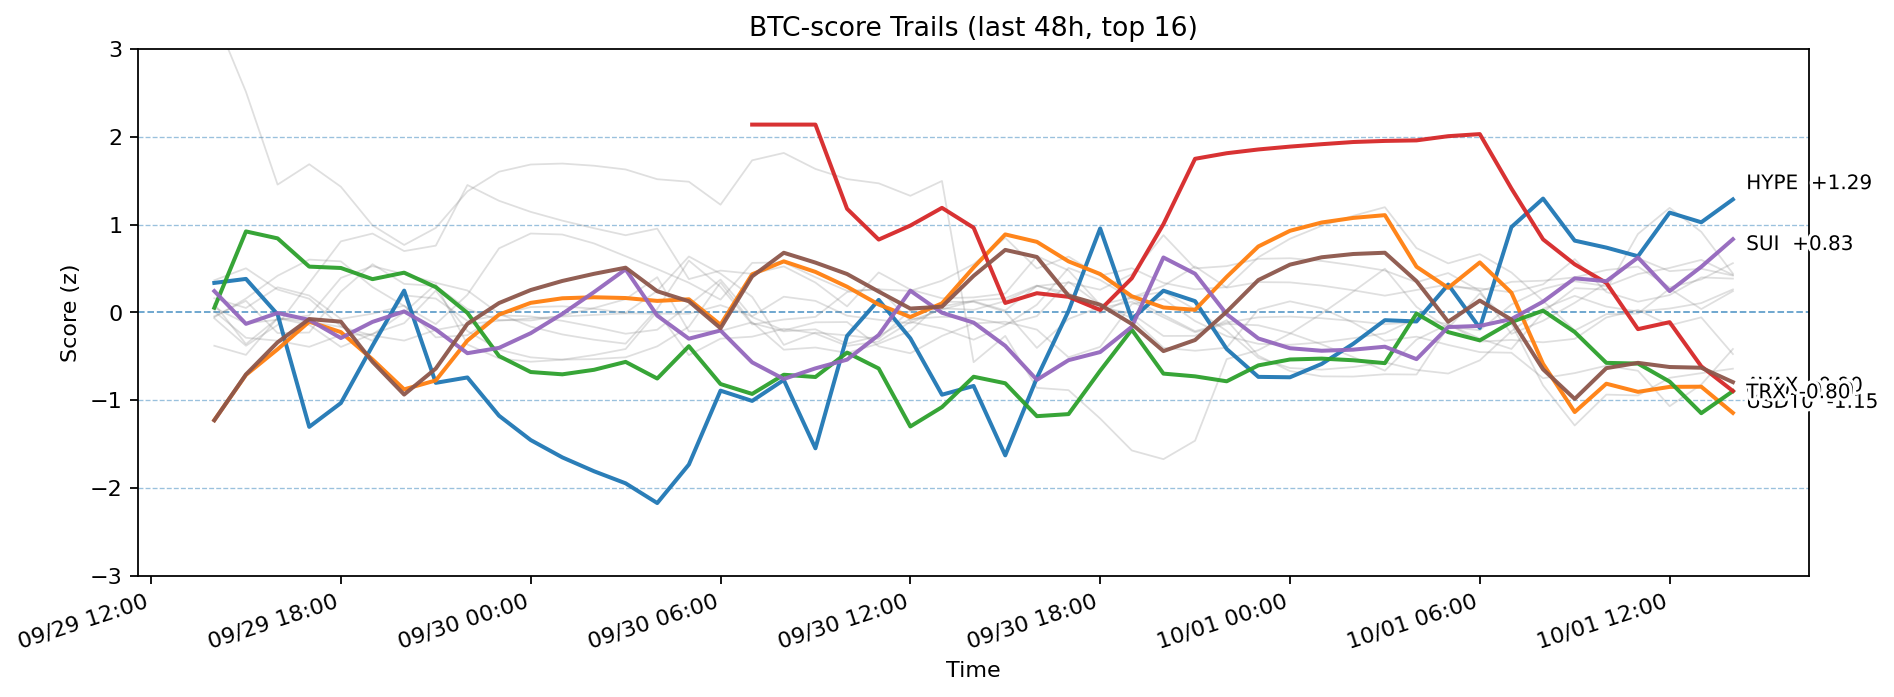 BTC-score Trails (last 48h, top 16)
Score (z)
3
2
1
0
−1
−2
−3
HYPE +1.29
SUI +0.83
TRX -0.80
USDT0 -1.15
09/29 12:00
09/29 18:00
09/30 00:00
09/30 06:00
09/30 12:00
09/30 18:00
10/01 00:00
10/01 06:00
10/01 12:00
Time